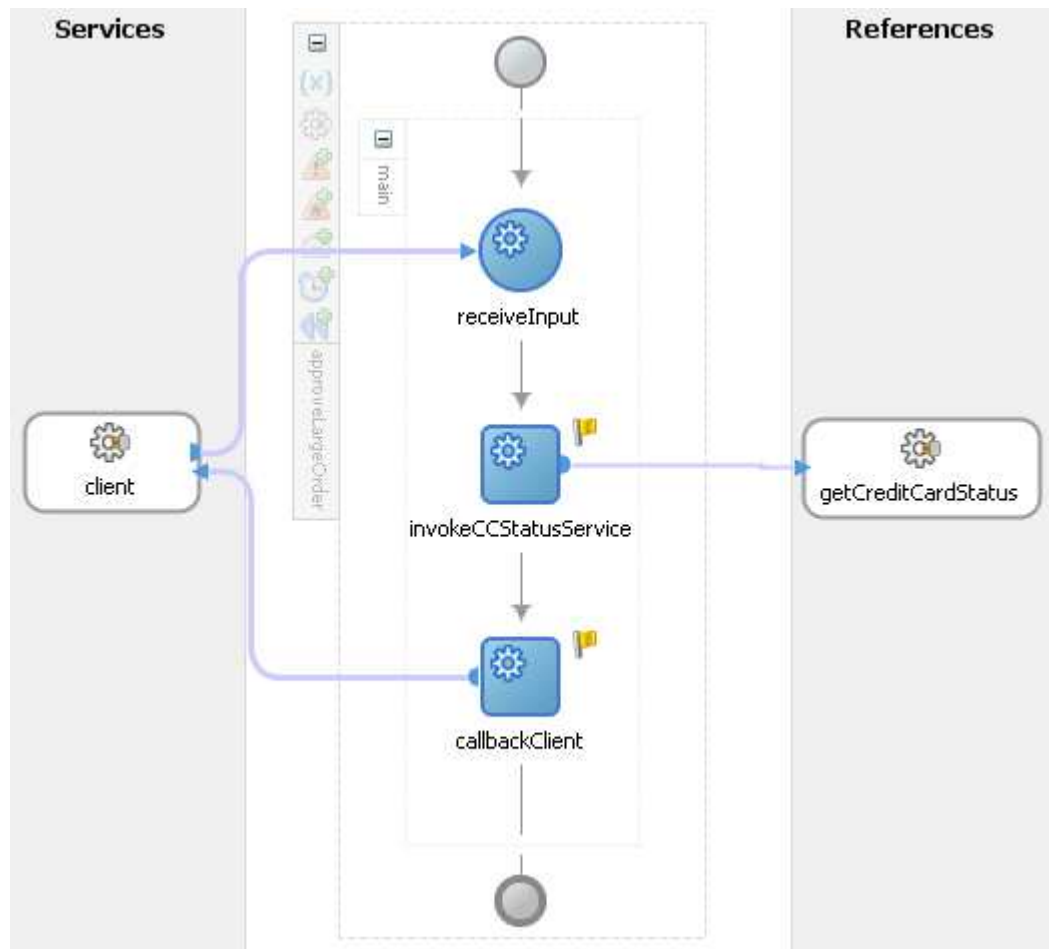 Services
References
(x)
main
receiveInput
approveLargeOrder
client
getCreditCardStatus
invokeCCStatusService
callbackClient